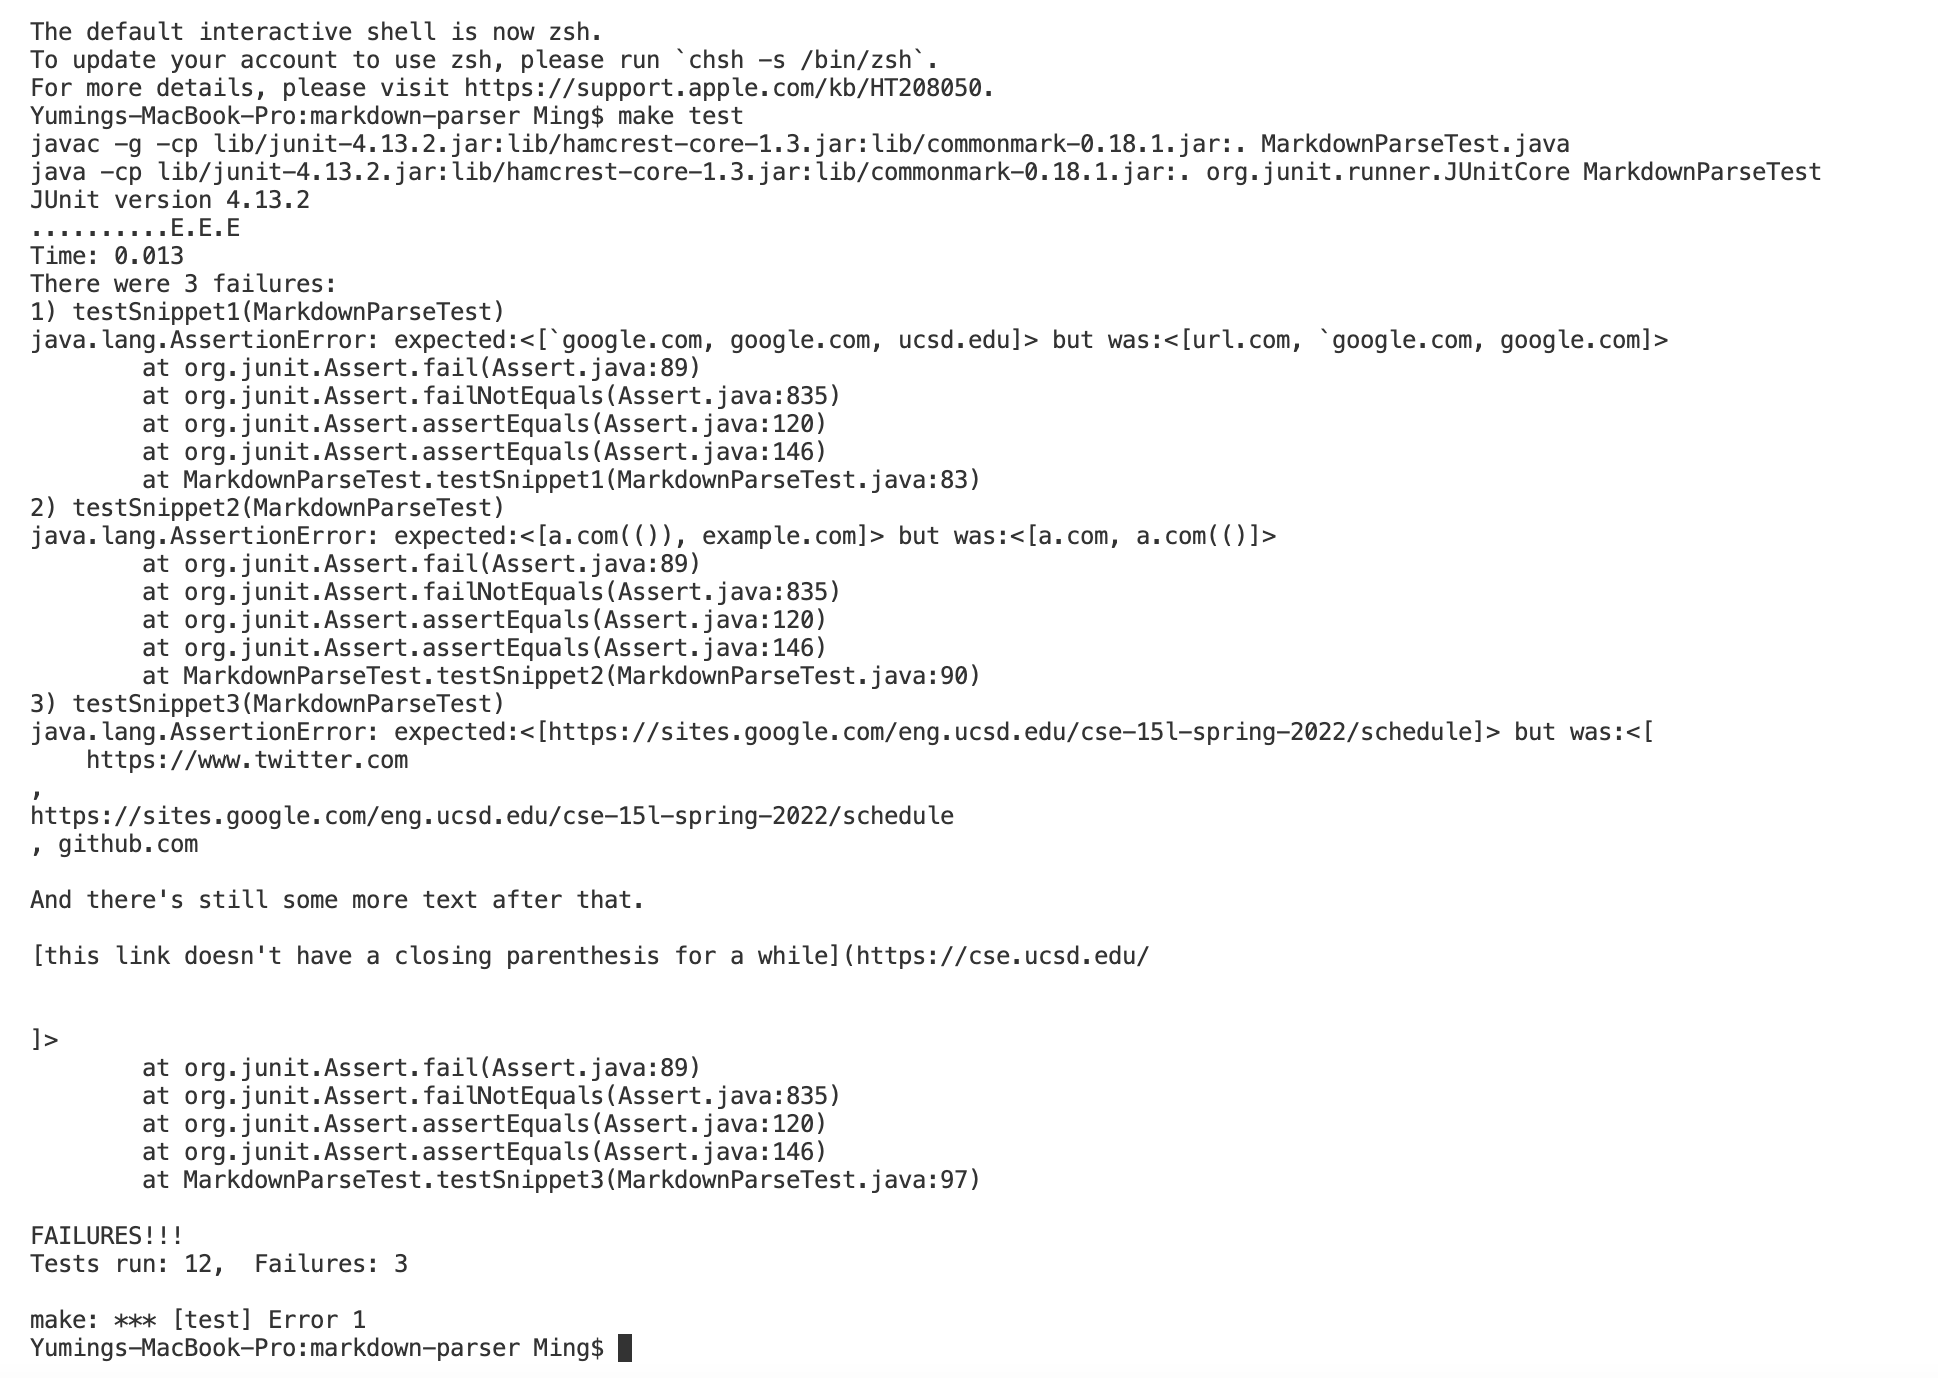 The default interactive shell is now zsh.
To update your account to use zsh, please run `chsh -s /bin/zsh`.
For more details, please visit https://support.apple.com/kb/HT208050.
Yumings-MacBook-Pro:markdown-parser Ming$ make test
javac -g -cp lib/junit-4.13.2.jar:lib/hamcrest-core-1.3.jar:lib/commonmark-0.18.1.jar:. MarkdownParseTest.java
java -cp lib/junit-4.13.2.jar:lib/hamcrest-core-1.3.jar:lib/commonmark-0.18.1.jar:. org.junit.runner.JUnitCore MarkdownParseTest
JUnit version 4.13.2
..........E.E.E
Time: 0.013
There were 3 failures:
1) testSnippet1(MarkdownParseTest)
java.lang.AssertionError: expected:<[`google.com, google.com, ucsd.edu]> but was:<[url.com, `google.com, google.com]>
        at org.junit.Assert.fail(Assert.java:89)
        at org.junit.Assert.failNotEquals(Assert.java:835)
        at org.junit.Assert.assertEquals(Assert.java:120)
        at org.junit.Assert.assertEquals(Assert.java:146)
        at MarkdownParseTest.testSnippet1(MarkdownParseTest.java:83)
2) testSnippet2(MarkdownParseTest)
java.lang.AssertionError: expected:<[a.com(()), example.com]> but was:<[a.com, a.com(()]>
        at org.junit.Assert.fail(Assert.java:89)
        at org.junit.Assert.failNotEquals(Assert.java:835)
        at org.junit.Assert.assertEquals(Assert.java:120)
        at org.junit.Assert.assertEquals(Assert.java:146)
        at MarkdownParseTest.testSnippet2(MarkdownParseTest.java:90)
3) testSnippet3(MarkdownParseTest)
java.lang.AssertionError: expected:<[https://sites.google.com/eng.ucsd.edu/cse-15l-spring-2022/schedule]> but was:<[
    https://www.twitter.com
,
https://sites.google.com/eng.ucsd.edu/cse-15l-spring-2022/schedule
, github.com

And there's still some more text after that.

[this link doesn't have a closing parenthesis for a while](https://cse.ucsd.edu/


]>
        at org.junit.Assert.fail(Assert.java:89)
        at org.junit.Assert.failNotEquals(Assert.java:835)
        at org.junit.Assert.assertEquals(Assert.java:120)
        at org.junit.Assert.assertEquals(Assert.java:146)
        at MarkdownParseTest.testSnippet3(MarkdownParseTest.java:97)

FAILURES!!!
Tests run: 12,  Failures: 3

make: *** [test] Error 1
Yumings-MacBook-Pro:markdown-parser Ming$